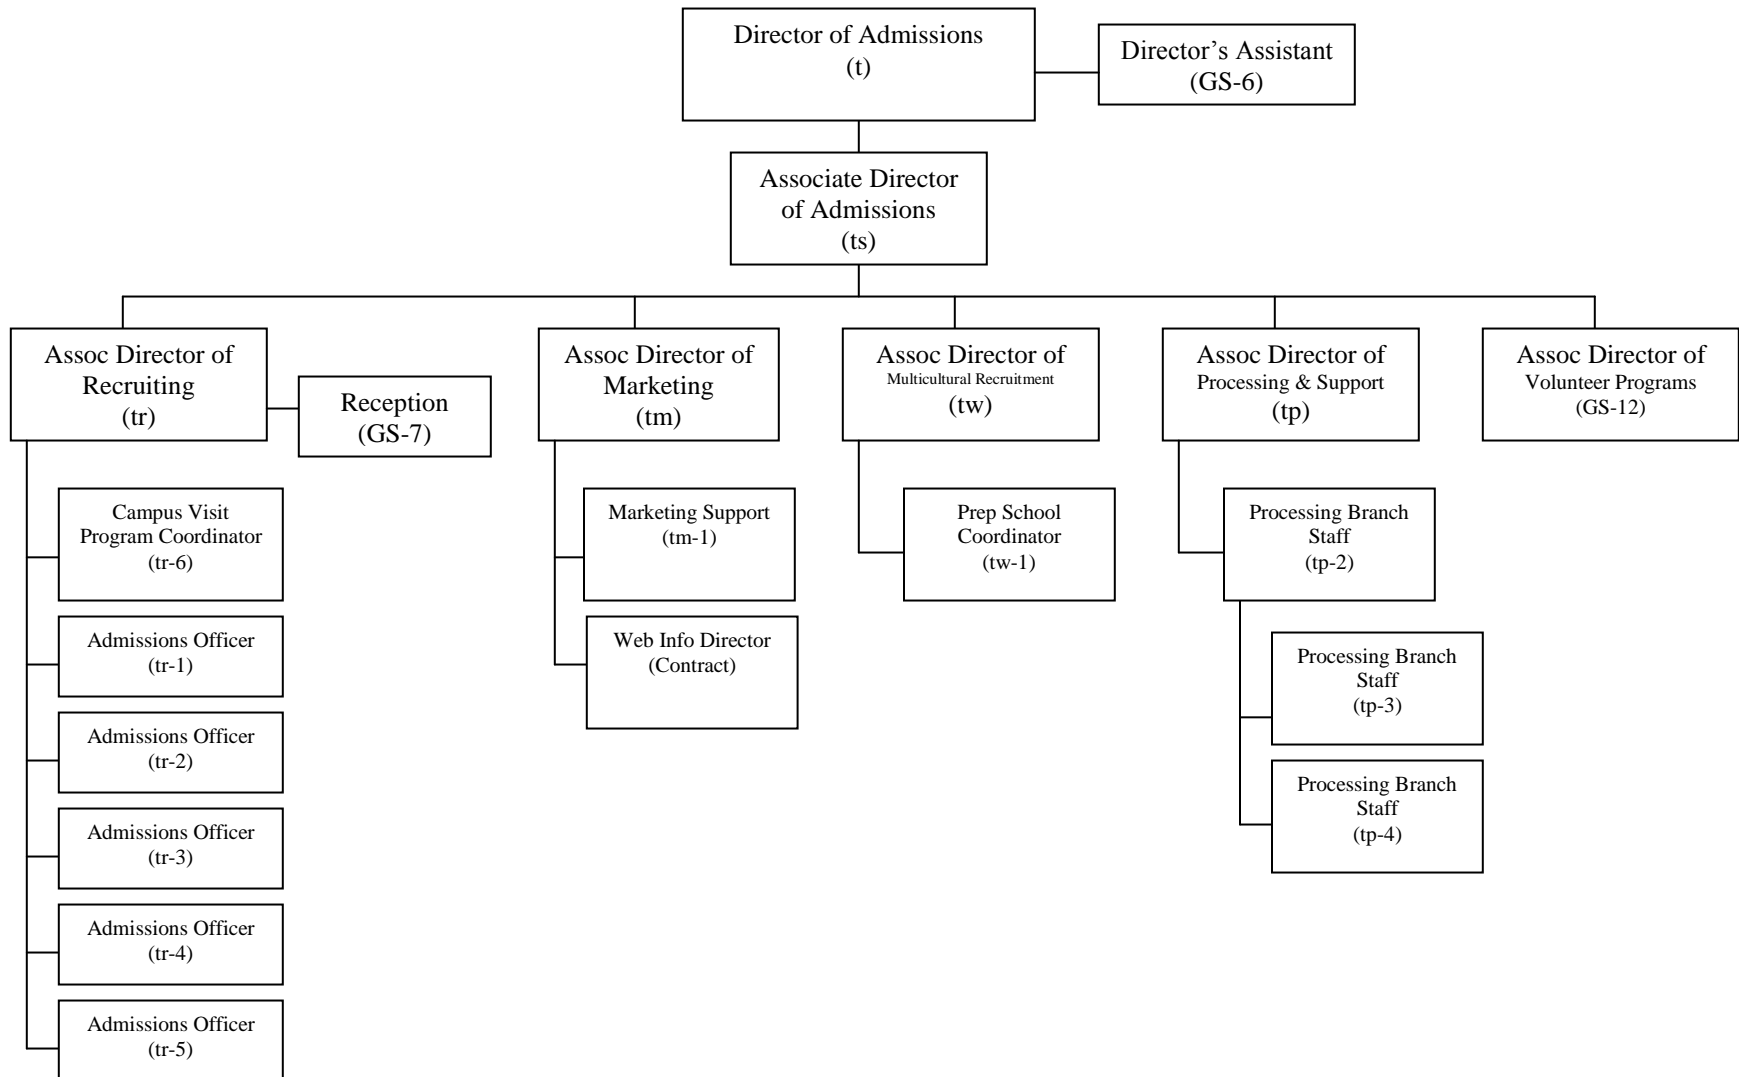 Director of Admissions
(t)
Director’s Assistant
(GS-6)
Associate Director
of Admissions
(ts)
Assoc Director of
Recruiting
(tr)
Reception
(GS-7)
Assoc Director of
Marketing
(tm)
Assoc Director of
Multicultural Recruitment
(tw)
Assoc Director of
Processing & Support
(tp)
Assoc Director of
Volunteer Programs
(GS-12)
Campus Visit
Program Coordinator
(tr-6)
Admissions Officer
(tr-1)
Admissions Officer
(tr-2)
Admissions Officer
(tr-3)
Admissions Officer
(tr-4)
Admissions Officer
(tr-5)
Marketing Support
(tm-1)
Web Info Director
(Contract)
Prep School
Coordinator
(tw-1)
Processing Branch
Staff
(tp-2)
Processing Branch
Staff
(tp-3)
Processing Branch
Staff
(tp-4)